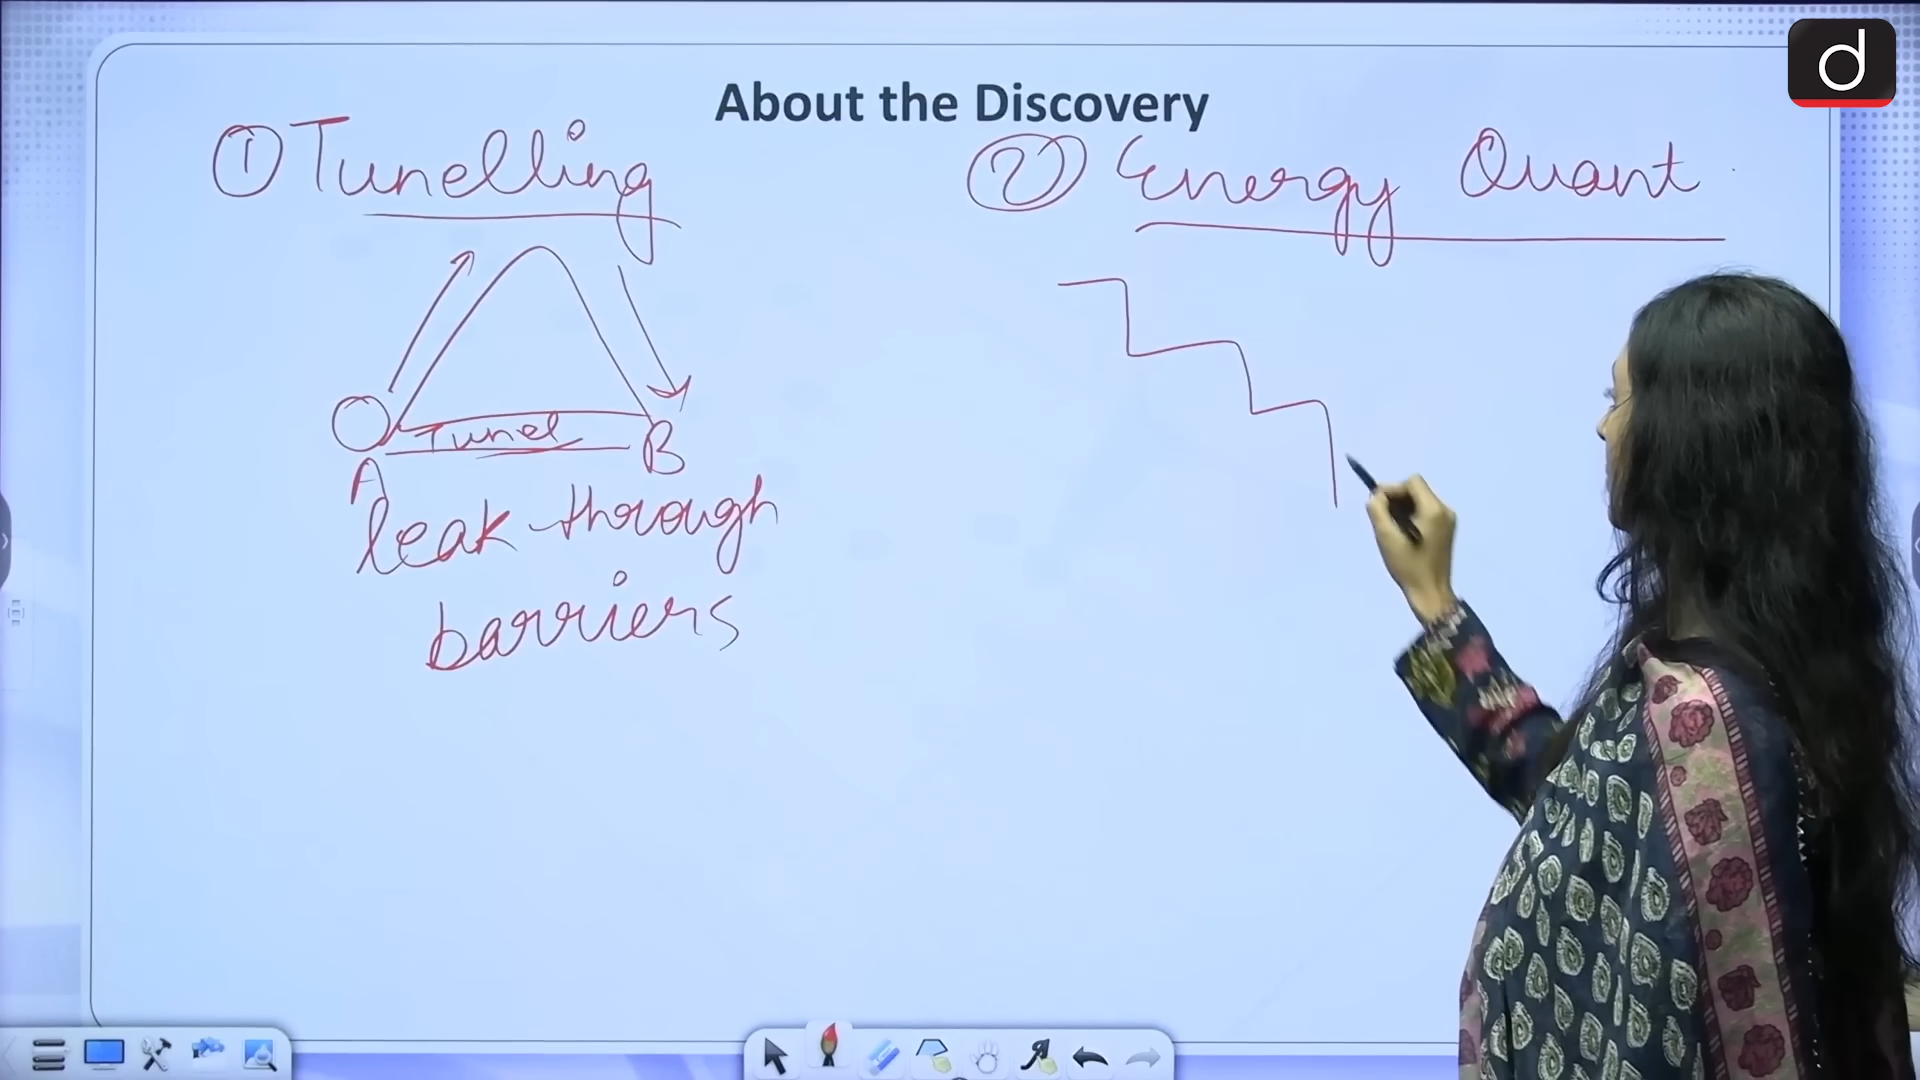 d
About the Discovery
① Tunelling
A
Tunel
B
leak through
barriers
② Energy Quant